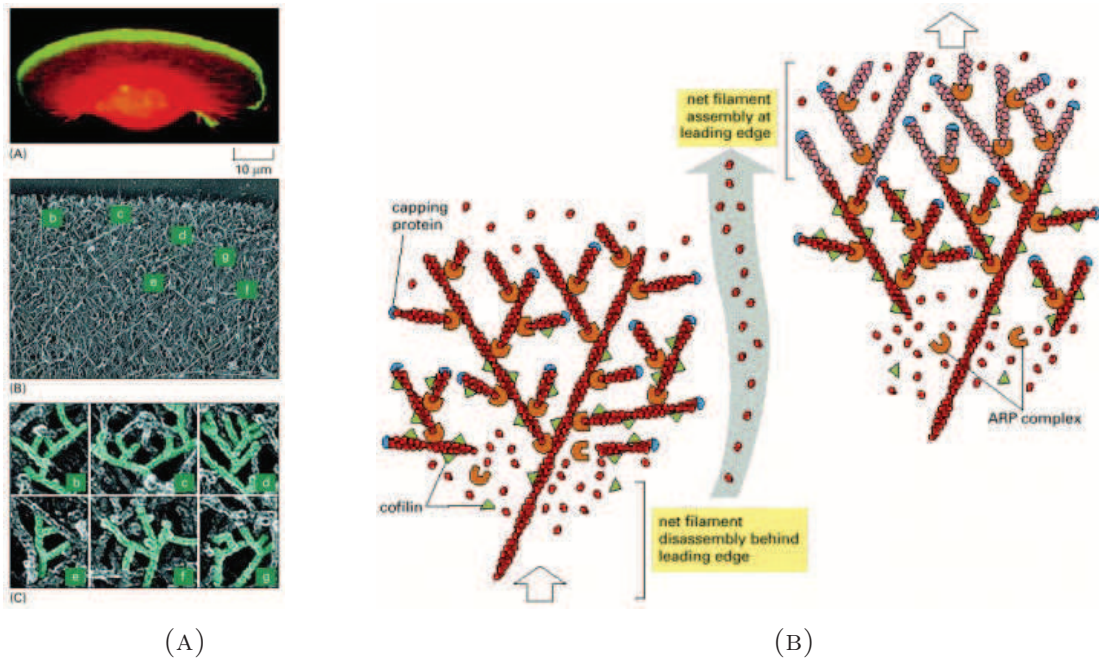 (A)
10 μm
b
c
d
g
e
f
(B)
b
c
d
e
f
g
(C)
capping
protein
cofilin
net filament
assembly at
leading edge
net filament
disassembly behind
leading edge
ARP complex
(A)
(B)